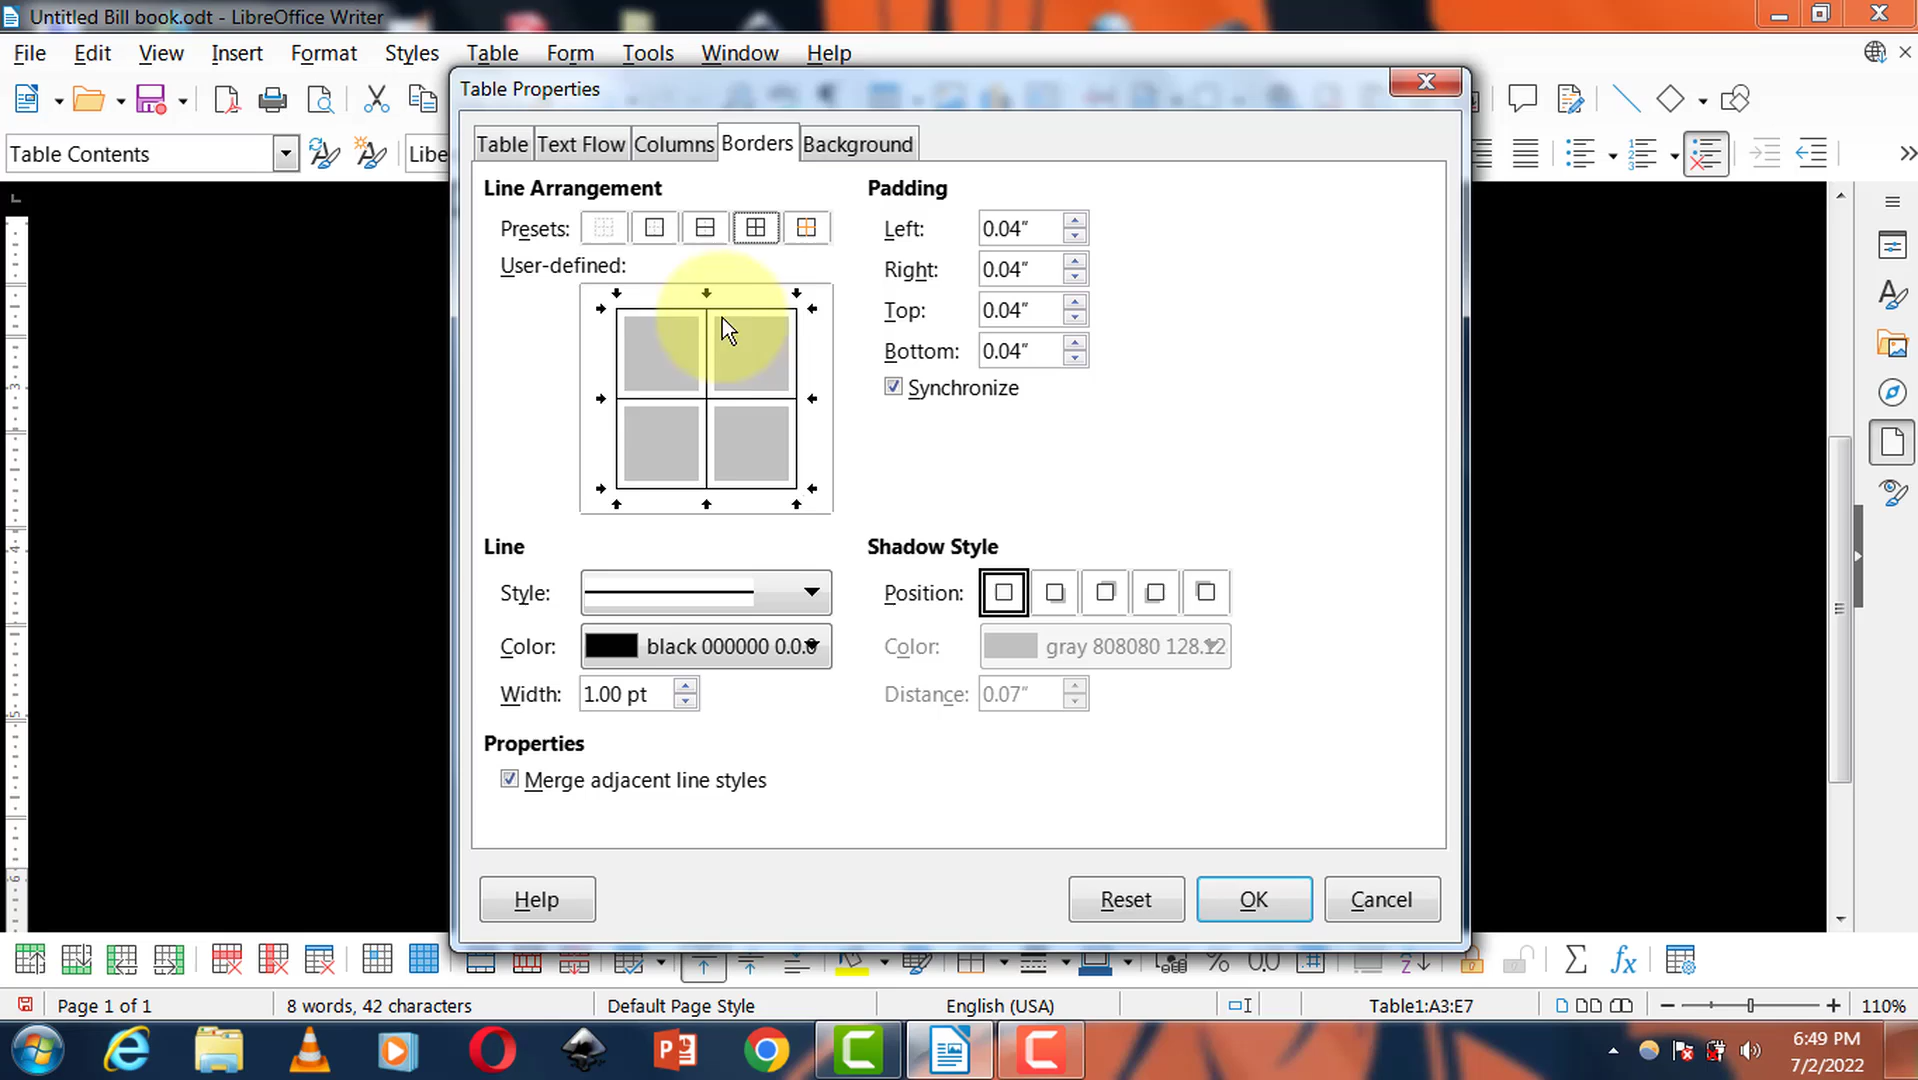 Untitled Bill book.odt - LibreOffice Writer
File Edit View Insert Format Styles Table Form Tools Window Help
Table Properties
Table Contents
Libe
Table Text Flow Columns Borders Background
Line Arrangement
Presets:
User-defined:
Padding
Left: 0.04"
Right: 0.04"
Top: 0.04"
Bottom: 0.04"
Synchronize
Line
Style:
Color: black 000000 0.0.0
Width: 1.00 pt
Shadow Style
Position:
Color: gray 808080 128.12
Distance: 0.07"
Properties
Merge adjacent line styles
Help Reset OK Cancel
Page 1 of 1 8 words, 42 characters Default Page Style English (USA) Table1:A3:E7 110%
6:49 PM
7/2/2022